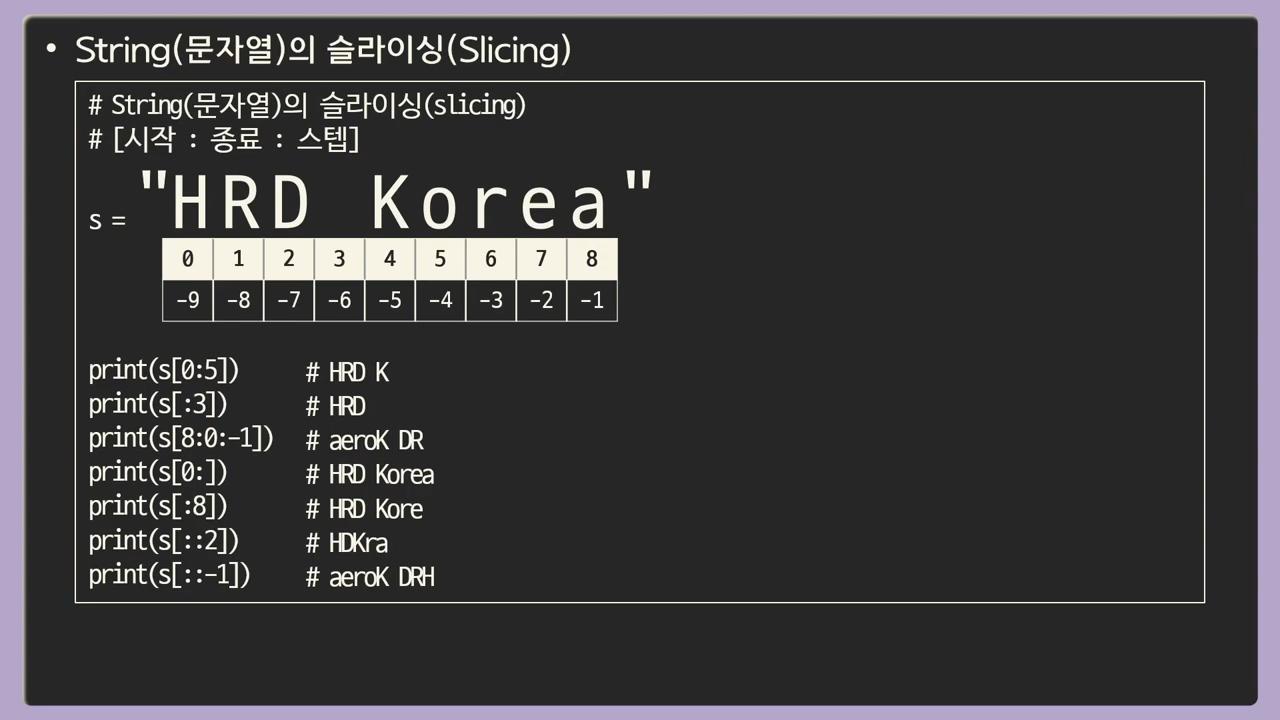 • String(문자열)의 슬라이싱(Slicing)
# String(문자열)의 슬라이싱(slicing)
# [시작 : 종료 : 스텝]
s = "HRD Korea"
0 1 2 3 4 5 6 7 8
-9 -8 -7 -6 -5 -4 -3 -2 -1
print(s[0:5]) # HRD K
print(s[:3]) # HRD
print(s[8:0:-1]) # aeroK DR
print(s[0:]) # HRD Korea
print(s[:8]) # HRD Kore
print(s[::2]) # HDKra
print(s[::-1]) # aeroK DRH